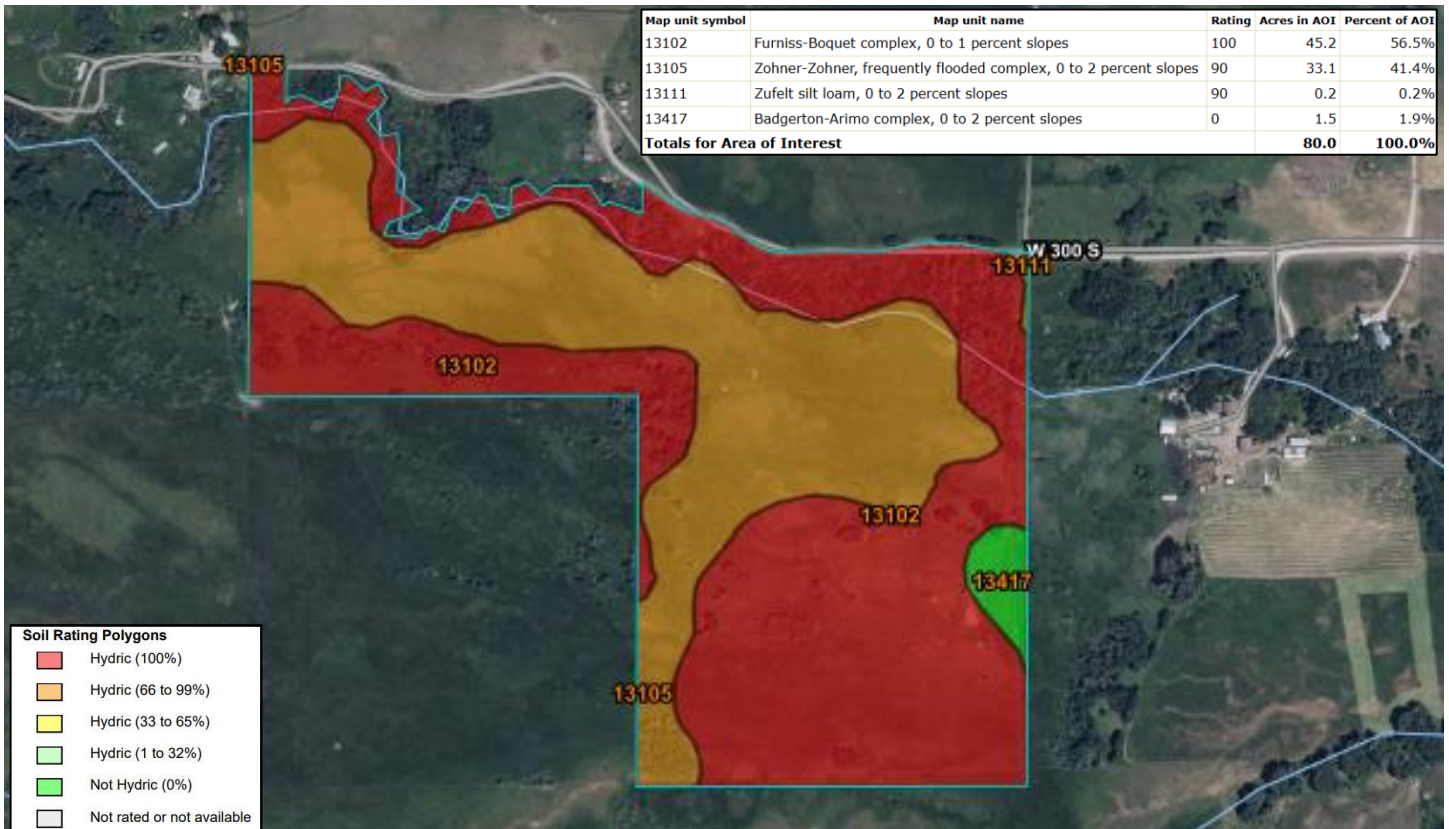 Map unit symbol Map unit name Rating Acres in AOI Percent of AOI
13102 Furniss-Boquet complex, 0 to 1 percent slopes 100 45.2 56.5%
13105 Zohner-Zohner, frequently flooded complex, 0 to 2 percent slopes 90 33.1 41.4%
13111 Zufelt silt loam, 0 to 2 percent slopes 90 0.2 0.2%
13417 Badgerton-Arimo complex, 0 to 2 percent slopes 0 1.5 1.9%
Totals for Area of Interest 80.0 100.0%
13105
W 300 S
13111
13102
13102
13417
13105
Soil Rating Polygons
Hydric (100%)
Hydric (66 to 99%)
Hydric (33 to 65%)
Hydric (1 to 32%)
Not Hydric (0%)
Not rated or not available